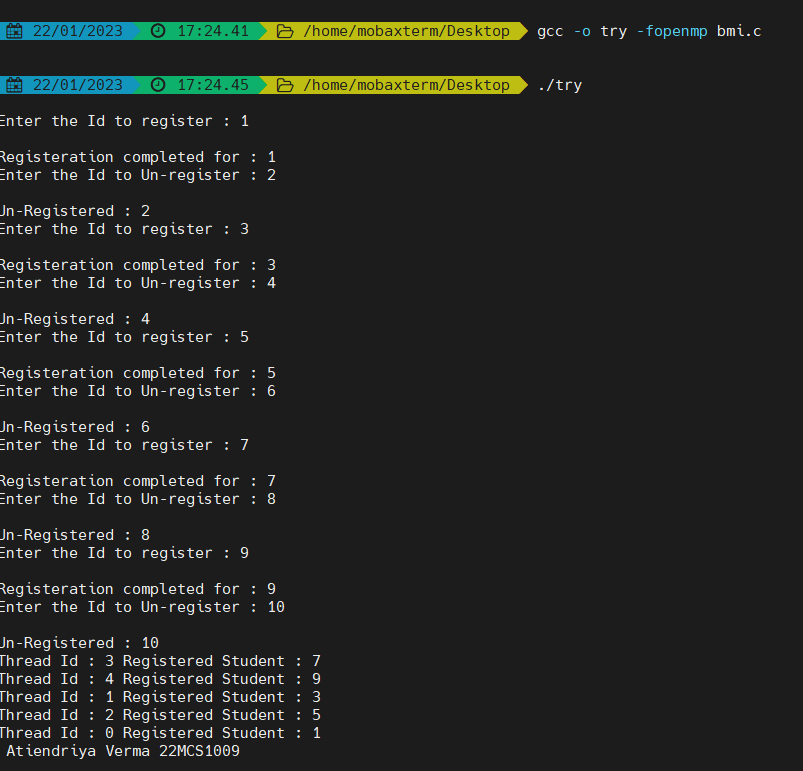 22/01/2023 17:24.41 /home/mobaxterm/Desktop gcc -o try -fopenmp bmi.c
22/01/2023 17:24.45 /home/mobaxterm/Desktop ./try
Enter the Id to register : 1
Registeration completed for : 1
Enter the Id to Un-register : 2
Un-Registered : 2
Enter the Id to register : 3
Registeration completed for : 3
Enter the Id to Un-register : 4
Un-Registered : 4
Enter the Id to register : 5
Registeration completed for : 5
Enter the Id to Un-register : 6
Un-Registered : 6
Enter the Id to register : 7
Registeration completed for : 7
Enter the Id to Un-register : 8
Un-Registered : 8
Enter the Id to register : 9
Registeration completed for : 9
Enter the Id to Un-register : 10
Un-Registered : 10
Thread Id : 3 Registered Student : 7
Thread Id : 4 Registered Student : 9
Thread Id : 1 Registered Student : 3
Thread Id : 2 Registered Student : 5
Thread Id : 0 Registered Student : 1
Atiendriya Verma 22MCS1009